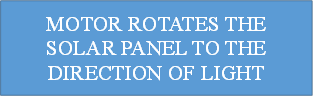 MOTOR ROTATES THE
SOLAR PANEL TO THE
DIRECTION OF LIGHT